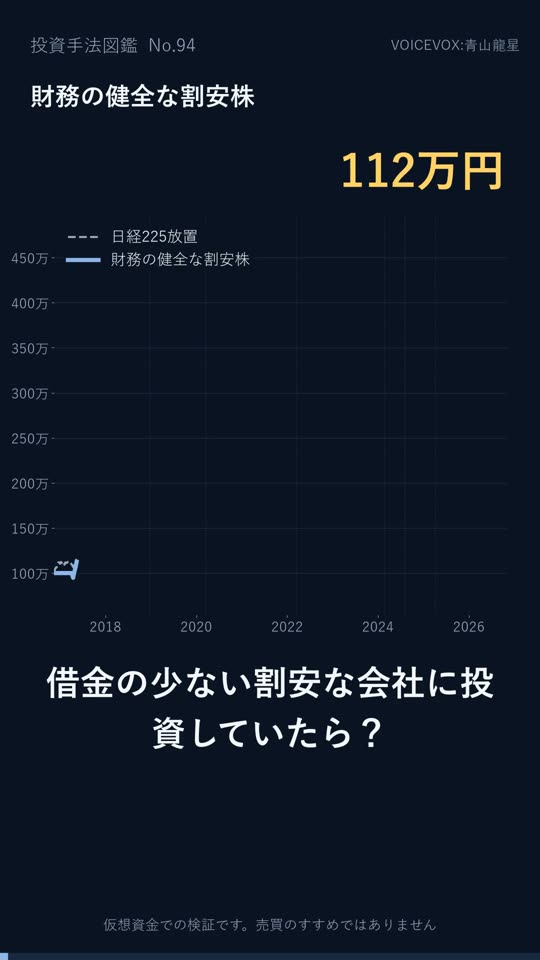 投資手法図鑑 No.94
VOICEVOX:青山龍星
財務の健全な割安株
112万円
日経225放置
財務の健全な割安株
450万
400万
350万
300万
250万
200万
150万
100万
2018 2020 2022 2024 2026
借金の少ない割安な会社に投
資していたら？
仮想資金での検証です。売買のすすめではありません